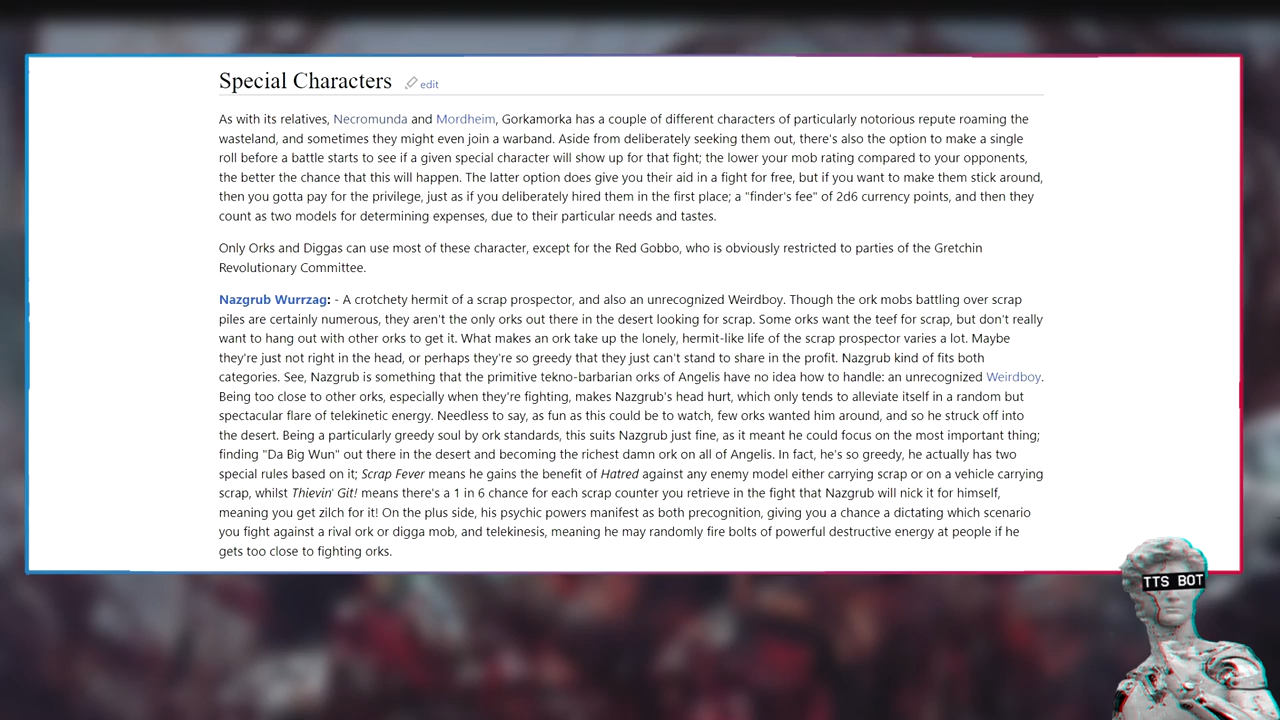 Special Characters edit
As with its relatives, Necromunda and Mordheim, Gorkamorka has a couple of different characters of particularly notorious repute roaming the
wasteland, and sometimes they might even join a warband. Aside from deliberately seeking them out, there's also the option to make a single
roll before a battle starts to see if a given special character will show up for that fight; the lower your mob rating compared to your opponents,
the better the chance that this will happen. The latter option does give you their aid in a fight for free, but if you want to make them stick around,
then you gotta pay for the privilege, just as if you deliberately hired them in the first place; a "finder's fee" of 2d6 currency points, and then they
count as two models for determining expenses, due to their particular needs and tastes.
Only Orks and Diggas can use most of these character, except for the Red Gobbo, who is obviously restricted to parties of the Gretchin
Revolutionary Committee.
Nazgrub Wurrzag: - A crotchety hermit of a scrap prospector, and also an unrecognized Weirdboy. Though the ork mobs battling over scrap
piles are certainly numerous, they aren't the only orks out there in the desert looking for scrap. Some orks want the teef for scrap, but don't really
want to hang out with other orks to get it. What makes an ork take up the lonely, hermit-like life of the scrap prospector varies a lot. Maybe
they're just not right in the head, or perhaps they're so greedy that they just can't stand to share in the profit. Nazgrub kind of fits both
categories. See, Nazgrub is something that the primitive tekno-barbarian orks of Angelis have no idea how to handle: an unrecognized Weirdboy.
Being too close to other orks, especially when they're fighting, makes Nazgrub's head hurt, which only tends to alleviate itself in a random but
spectacular flare of telekinetic energy. Needless to say, as fun as this could be to watch, few orks wanted him around, and so he struck off into
the desert. Being a particularly greedy soul by ork standards, this suits Nazgrub just fine, as it meant he could focus on the most important thing;
finding "Da Big Wun" out there in the desert and becoming the richest damn ork on all of Angelis. In fact, he's so greedy, he actually has two
special rules based on it; Scrap Fever means he gains the benefit of Hatred against any enemy model either carrying scrap or on a vehicle carrying
scrap, whilst Thievin' Git! means there's a 1 in 6 chance for each scrap counter you retrieve in the fight that Nazgrub will nick it for himself,
meaning you get zilch for it! On the plus side, his psychic powers manifest as both precognition, giving you a chance a dictating which scenario
you fight against a rival ork or digga mob, and telekinesis, meaning he may randomly fire bolts of powerful destructive energy at people if he
gets too close to fighting orks.
TTS BOT